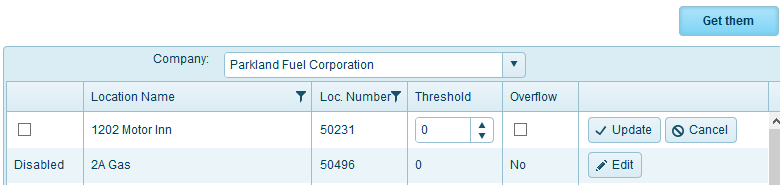 Get them
Company: Parkland Fuel Corporation
Location Name Loc. Number Threshold Overflow
1202 Motor Inn 50231 0 Update Cancel
Disabled 2A Gas 50496 0 No Edit